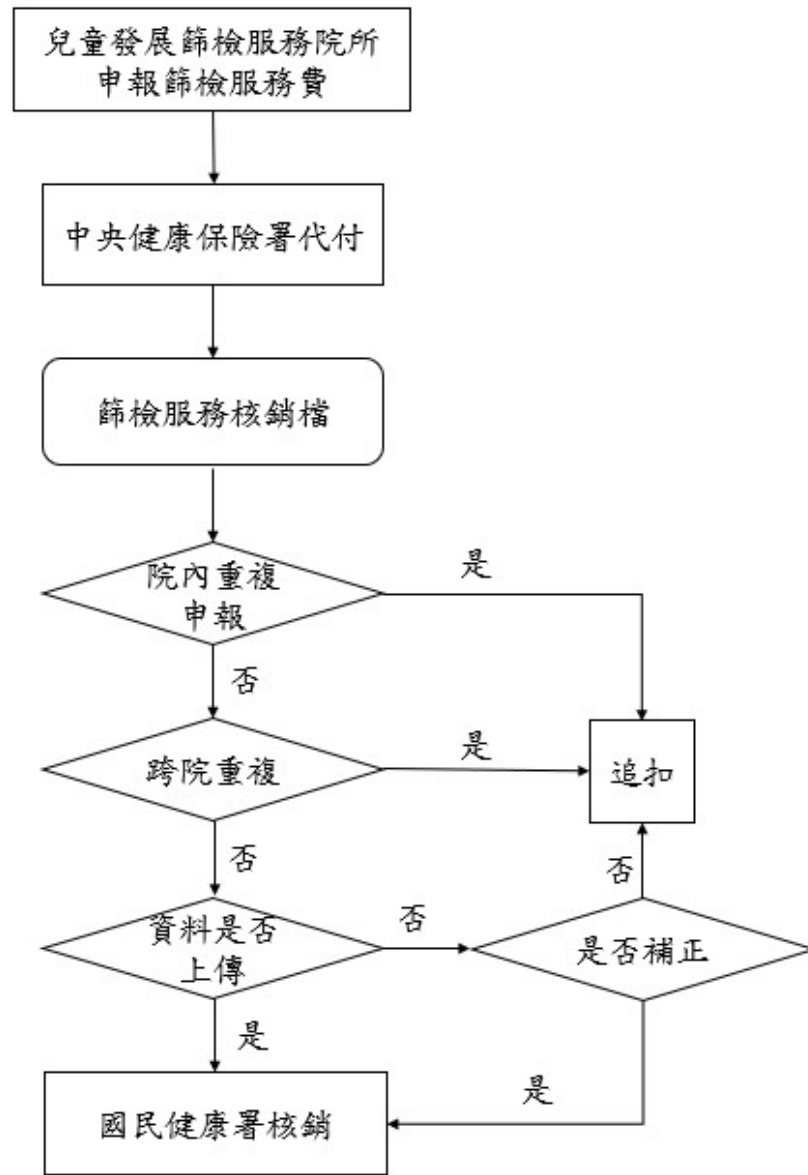 兒童發展篩檢服務院所
申報篩檢服務費
中央健康保險署代付
篩檢服務核銷檔
院內重複
申報
是
否
跨院重複
是
追扣
否
否
資料是否
上傳
否
是否補正
是
是
國民健康署核銷